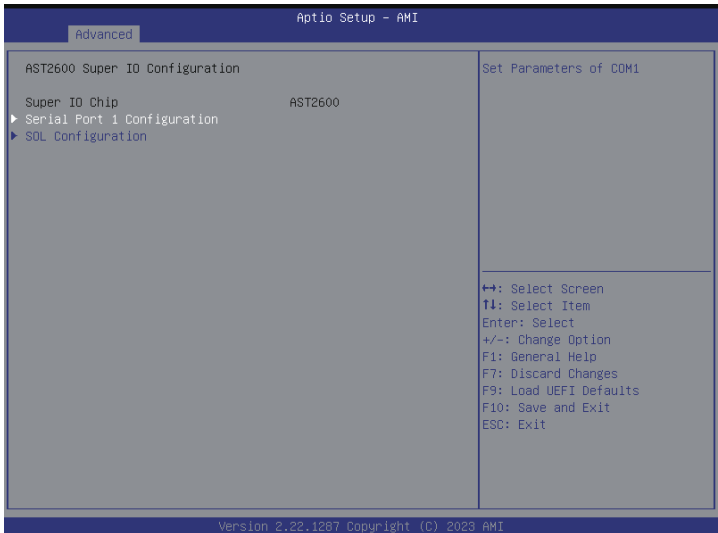 Aptio Setup – AMI
Advanced
AST2600 Super IO Configuration
Super IO Chip AST2600
Serial Port 1 Configuration
SOL Configuration
Set Parameters of COM1
↔: Select Screen
↑↓: Select Item
Enter: Select
+/-: Change Option
F1: General Help
F7: Discard Changes
F9: Load UEFI Defaults
F10: Save and Exit
ESC: Exit
Version 2.22.1287 Copyright (C) 2023 AMI